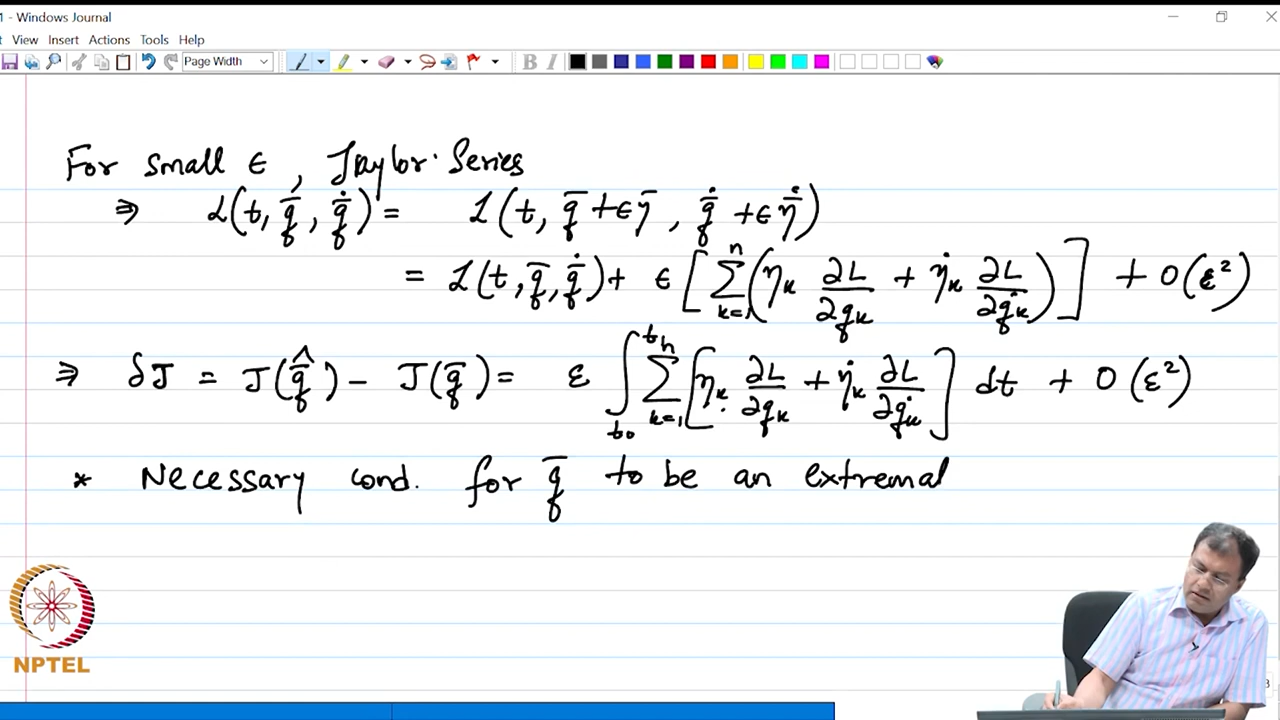 1 - Windows Journal
t View Insert Actions Tools Help
Page Width
B I
For small ϵ, Taylor Series
⇒ L(t, q̄, q̄̇) = L(t, q̄ + ϵη̄, q̄̇ + ϵη̄̇)
= L(t, q̄, q̄̇) + ϵ [ ∑_{k=1}^{n} (η_k ∂L/∂q_k + η̇_k ∂L/∂q̇_k) ] + O(ε²)
⇒ δJ = J(q̄̂) − J(q̄) = ε ∫_{t₀}^{t₁} ∑_{k=1}^{n} [η_k ∂L/∂q_k + η̇_k ∂L/∂q̇_k] dt + O(ε²)
* Necessary cond. for q̄ to be an extremal
NPTEL